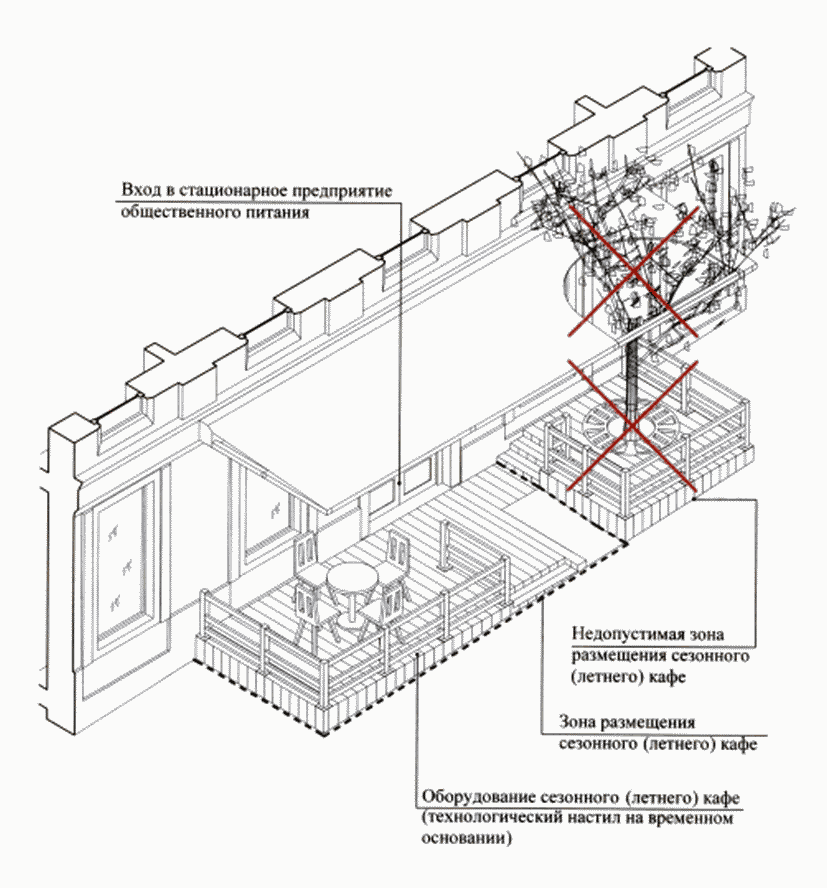 Вход в стационарное предприятие
общественного питания
Недопустимая зона
размещения сезонного
(летнего) кафе
Зона размещения
сезонного (летнего) кафе
Оборудование сезонного (летнего) кафе
(технологический настил на временном
основании)